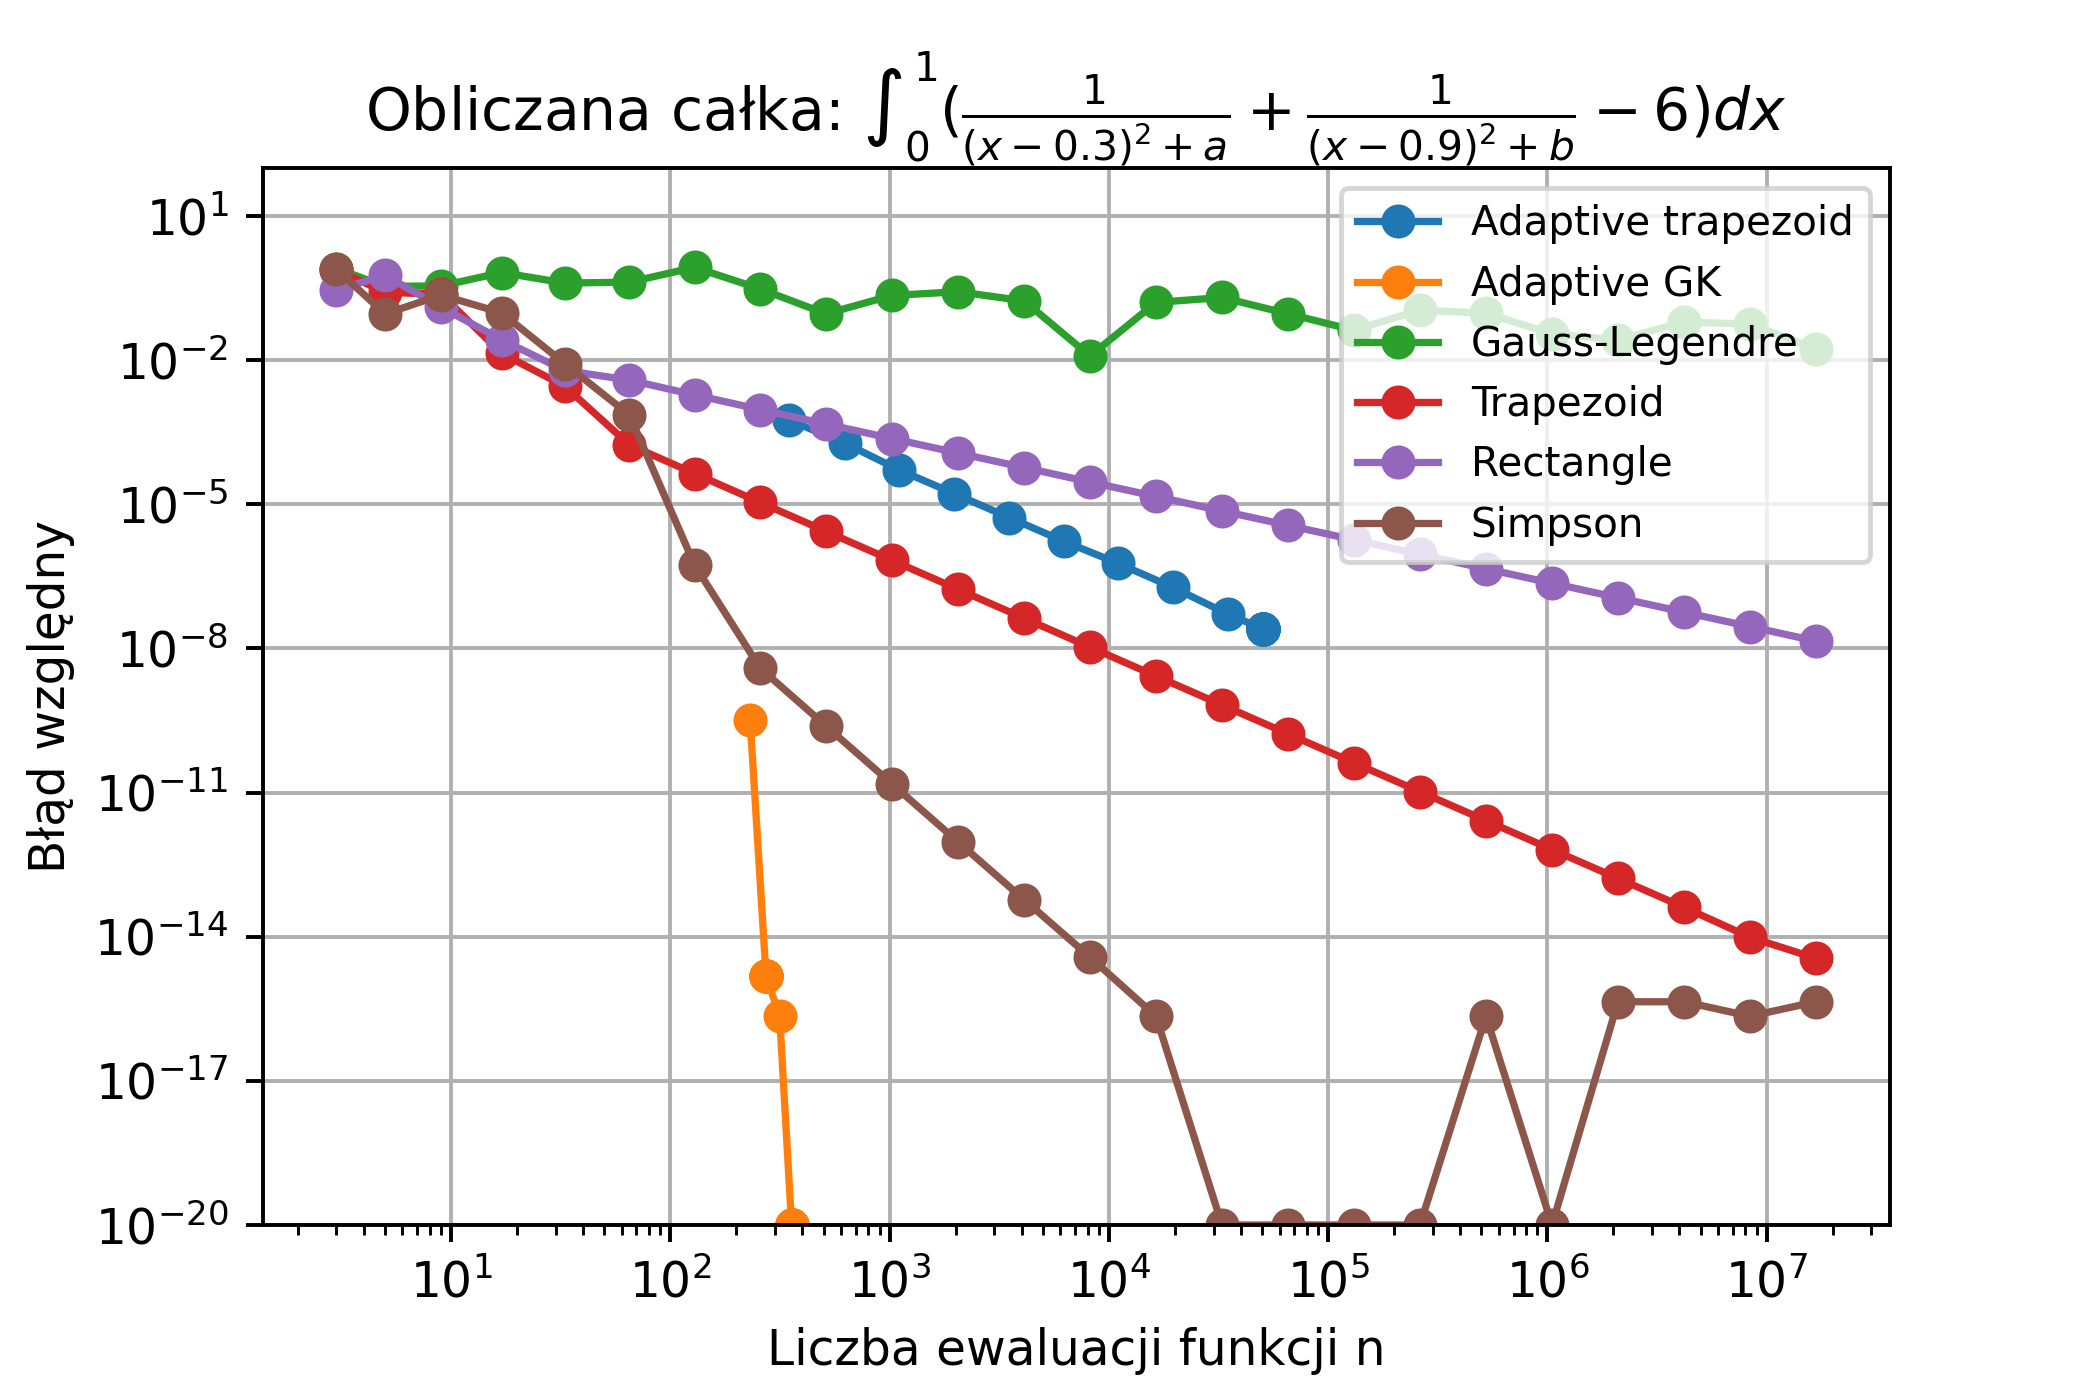 Obliczana całka: ∫₀¹(1/((x − 0.3)² + a) + 1/((x − 0.9)² + b) − 6)dx
Błąd względny
10¹
10⁻²
10⁻⁵
10⁻⁸
10⁻¹¹
10⁻¹⁴
10⁻¹⁷
10⁻²⁰
Adaptive trapezoid
Adaptive GK
Gauss-Legendre
Trapezoid
Rectangle
Simpson
10¹ 10² 10³ 10⁴ 10⁵ 10⁶ 10⁷
Liczba ewaluacji funkcji n